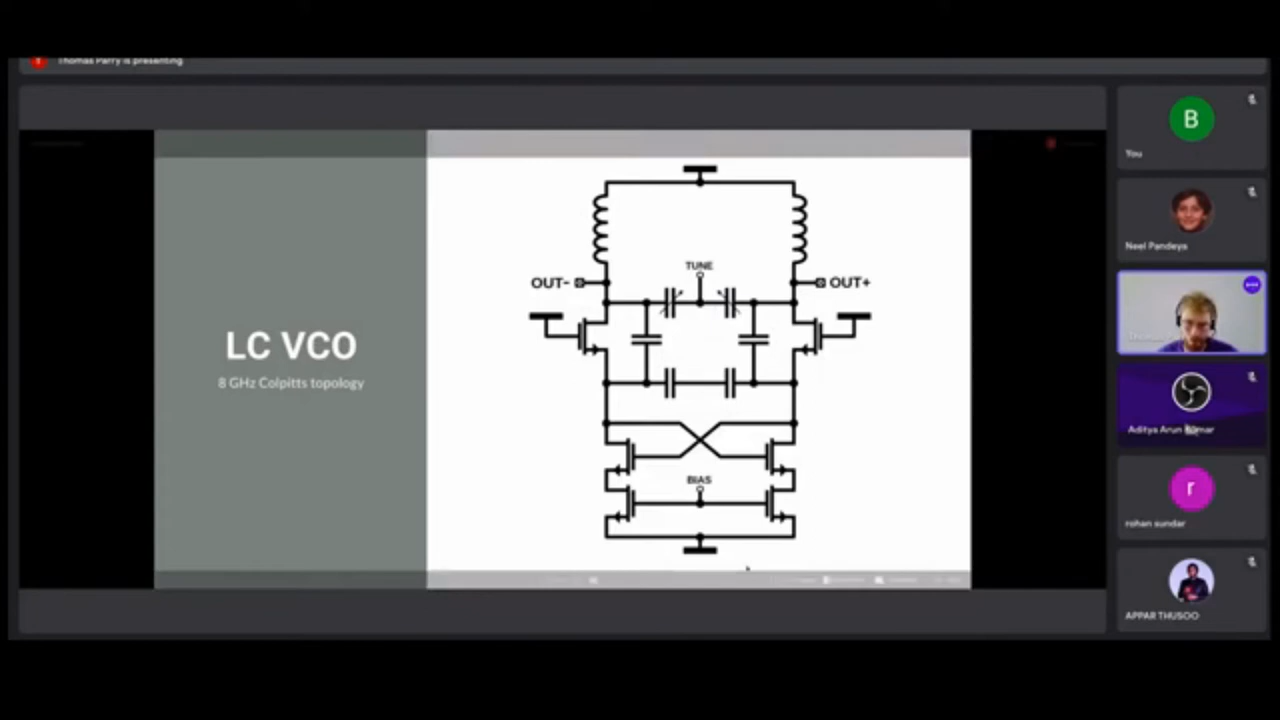 Thomas Parry is presenting
LC VCO
8 GHz Colpitts topology
TUNE
OUT-
OUT+
BIAS
B
You
Neel Pandeya
Aditya Arun Kumar
r
rohan sundar
APPAR THUSOO